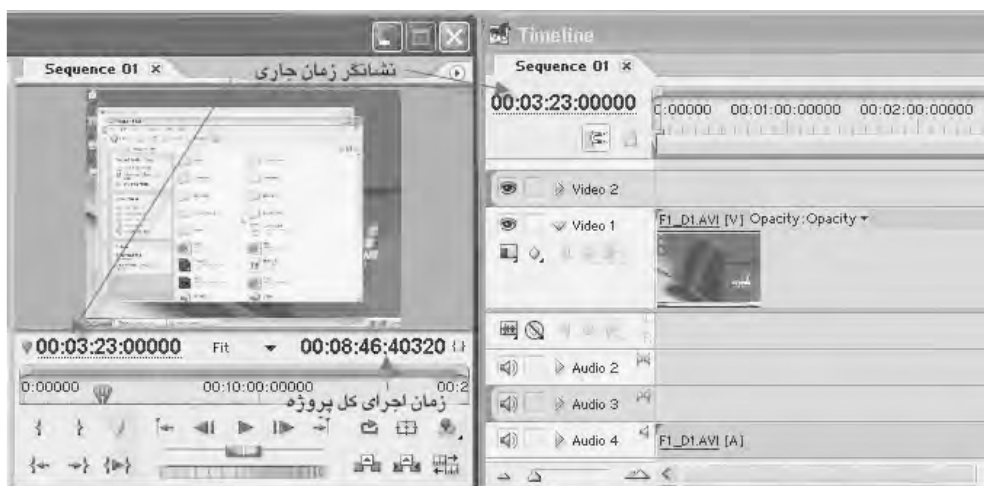 Sequence 01 ×
نشانگر زمان جاری
00:03:23:00000 Fit 00:08:46:40320
0:00000 00:10:00:00000 00:2
زمان اجرای کل پروژه
Timeline
Sequence 01 ×
00:03:23:00000
:00000 00:01:00:00000 00:02:00:00000
Video 2
Video 1
F1_D1.AVI [V] Opacity:Opacity
Audio 2
Audio 3
Audio 4
F1_D1.AVI [A]